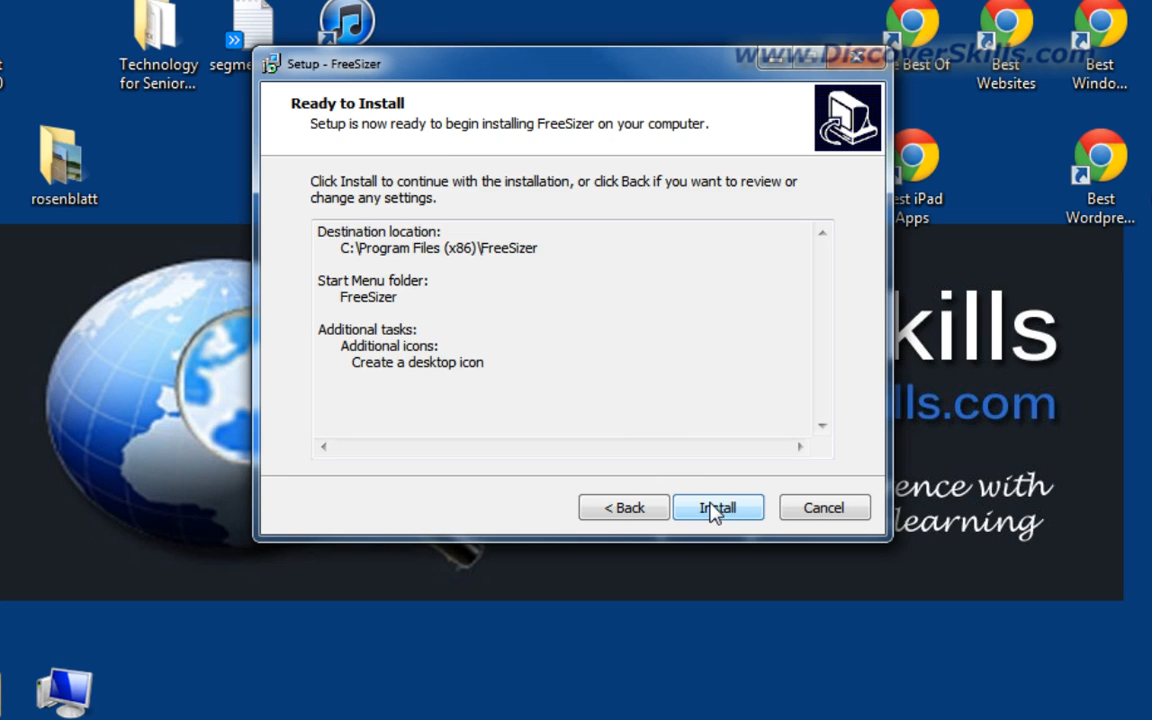 www.DiscoverSkills.com
Technology
for Senior...
segme
Best Of
Best
Websites
Best
Windo...
Setup - FreeSizer
Ready to Install
Setup is now ready to begin installing FreeSizer on your computer.
rosenblatt
Click Install to continue with the installation, or click Back if you want to review or
change any settings.
Apps
Best
Wordpre...
Destination location:
C:\Program Files (x86)\FreeSizer
Start Menu folder:
FreeSizer
Additional tasks:
Additional icons:
Create a desktop icon
kills
lls.com
ence with
learning
< Back
Install
Cancel